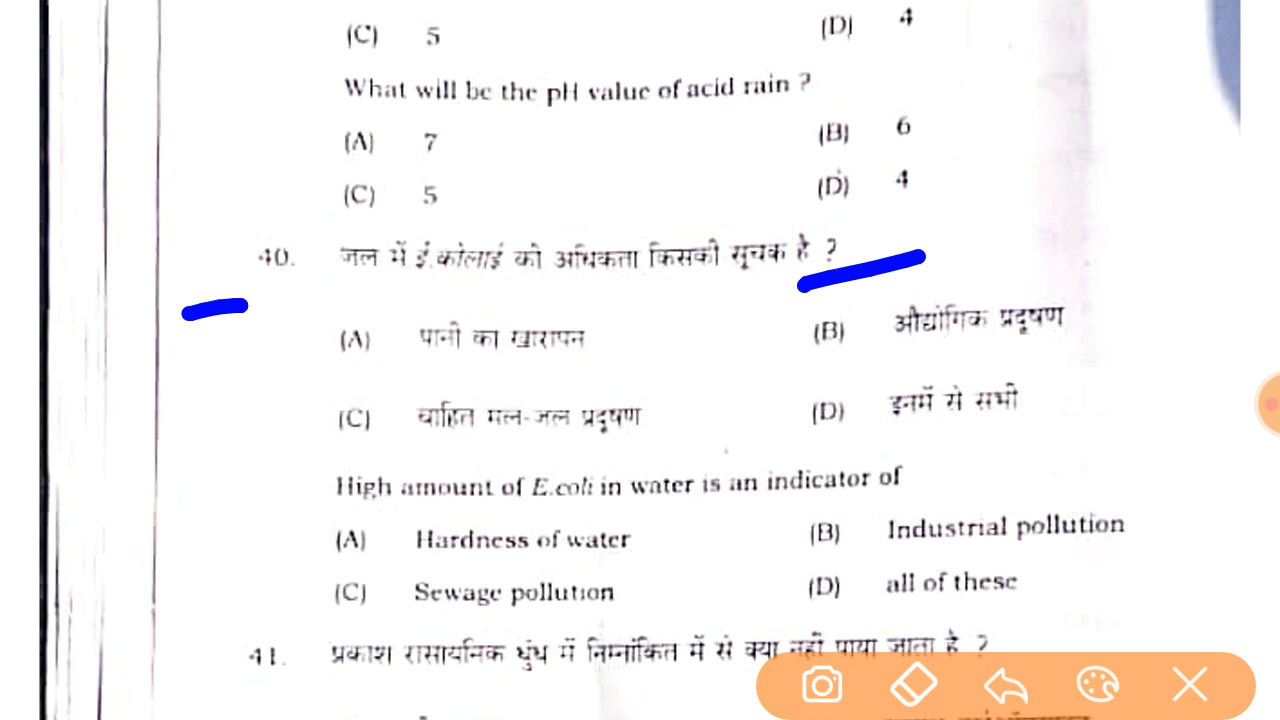 (C) 5 (D) 4
What will be the pH value of acid rain ?
(A) 7 (B) 6
(C) 5 (D) 4
40. जल में ई.कोलाई की अधिकता किसकी सूचक है ?
(A) पानी का खारापन (B) औद्योगिक प्रदूषण
(C) वाहित मल-जल प्रदूषण (D) इनमें से सभी
High amount of E.coli in water is an indicator of
(A) Hardness of water (B) Industrial pollution
(C) Sewage pollution (D) all of these
41. प्रकाश रासायनिक धुंध में निम्नांकित में से क्या नहीं पाया जाता है ?